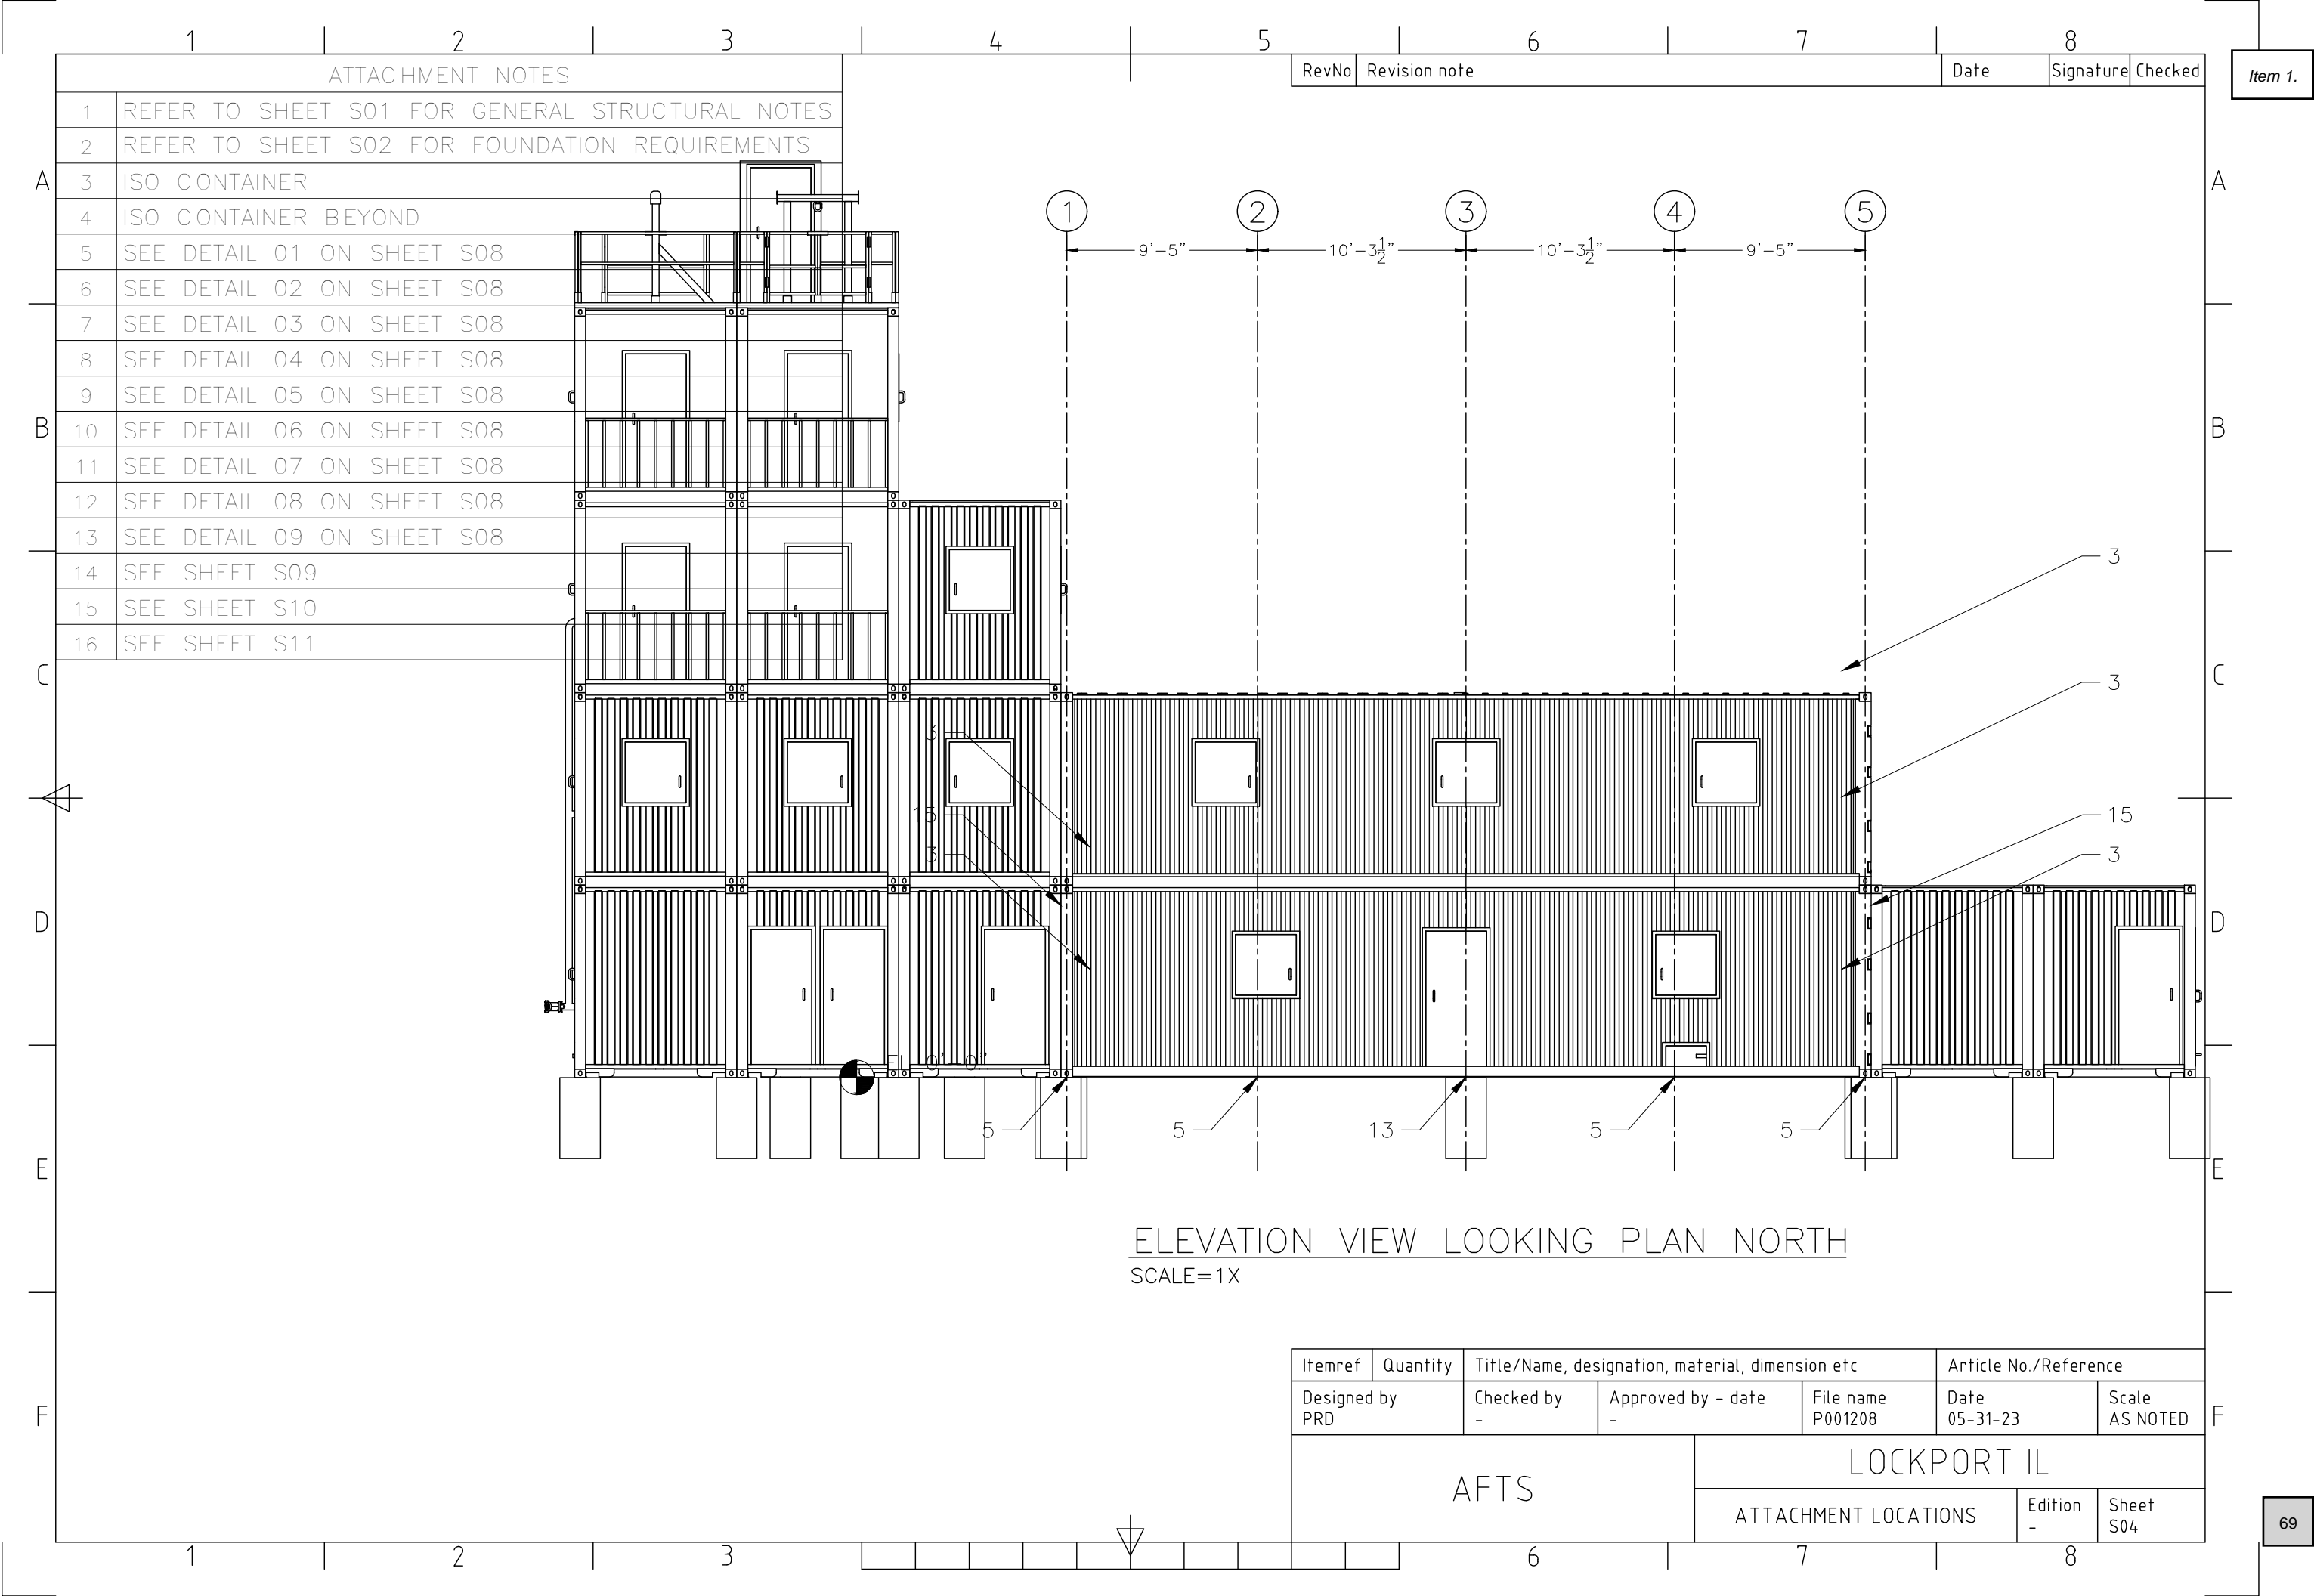 1 2 3 4 5 6 7 8
ATTACHMENT NOTES
1 REFER TO SHEET S01 FOR GENERAL STRUCTURAL NOTES
2 REFER TO SHEET S02 FOR FOUNDATION REQUIREMENTS
3 ISO CONTAINER
4 ISO CONTAINER BEYOND
5 SEE DETAIL 01 ON SHEET S08
6 SEE DETAIL 02 ON SHEET S08
7 SEE DETAIL 03 ON SHEET S08
8 SEE DETAIL 04 ON SHEET S08
9 SEE DETAIL 05 ON SHEET S08
10 SEE DETAIL 06 ON SHEET S08
11 SEE DETAIL 07 ON SHEET S08
12 SEE DETAIL 08 ON SHEET S08
13 SEE DETAIL 09 ON SHEET S08
14 SEE SHEET S09
15 SEE SHEET S10
16 SEE SHEET S11
RevNo Revision note Date Signature Checked
Item 1.
A A
B B
C C
D D
E E
F F
1 2 3 4 5
9'-5" 10'-3½" 10'-3½" 9'-5"
3
3
3
15
15
3
3
EL 0'-0"
5 5 13 5 5
ELEVATION VIEW LOOKING PLAN NORTH
SCALE=1X
Itemref Quantity Title/Name, designation, material, dimension etc Article No./Reference
Designed by Checked by Approved by - date File name Date Scale
PRD - - P001208 05-31-23 AS NOTED
AFTS
LOCKPORT IL
ATTACHMENT LOCATIONS
Edition Sheet
- S04
69
1 2 3 6 7 8